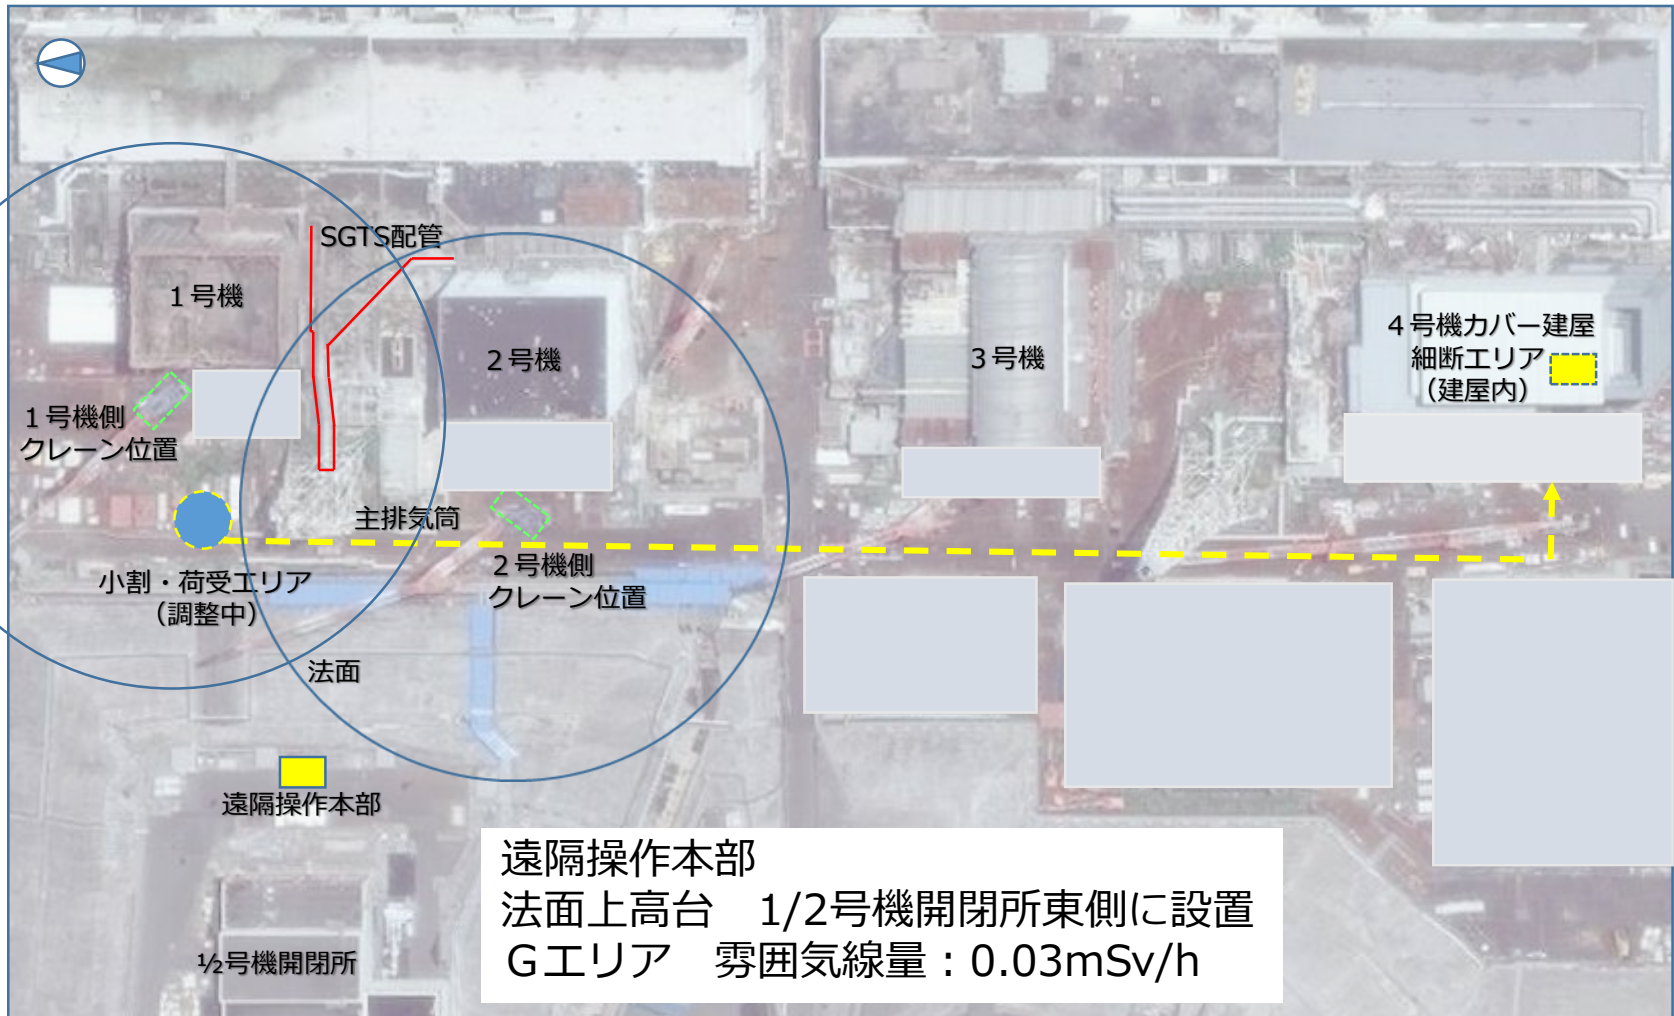 SGTS配管
１号機
２号機
３号機
４号機カバー建屋
細断エリア
（建屋内）
１号機側
クレーン位置
主排気筒
２号機側
クレーン位置
小割・荷受エリア
（調整中）
法面
遠隔操作本部
½号機開閉所
遠隔操作本部
法面上高台　1/2号機開閉所東側に設置
Ｇエリア　雰囲気線量：0.03mSv/h